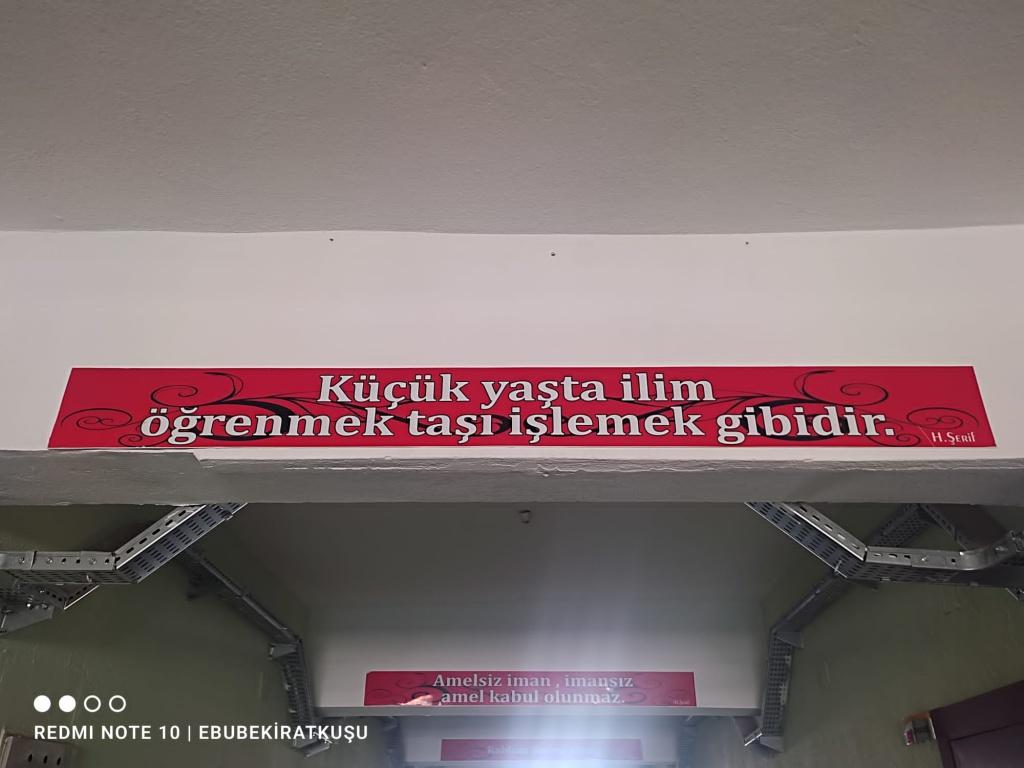 Küçük yaşta ilim
öğrenmek taşı işlemek gibidir.
H.Şerif
Amelsiz iman , imansız
amel kabul olunmaz.
REDMI NOTE 10 | EBUBEKİRATKUŞU